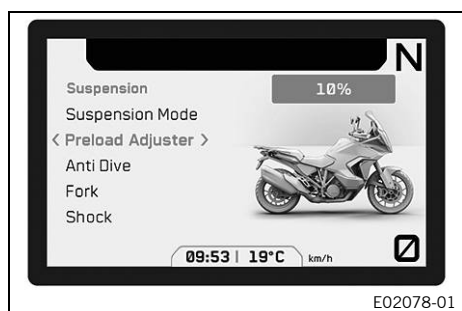 N
Suspension
10%
Suspension Mode
< Preload Adjuster >
Anti Dive
Fork
Shock
09:53 | 19°C km/h
0
E02078-01